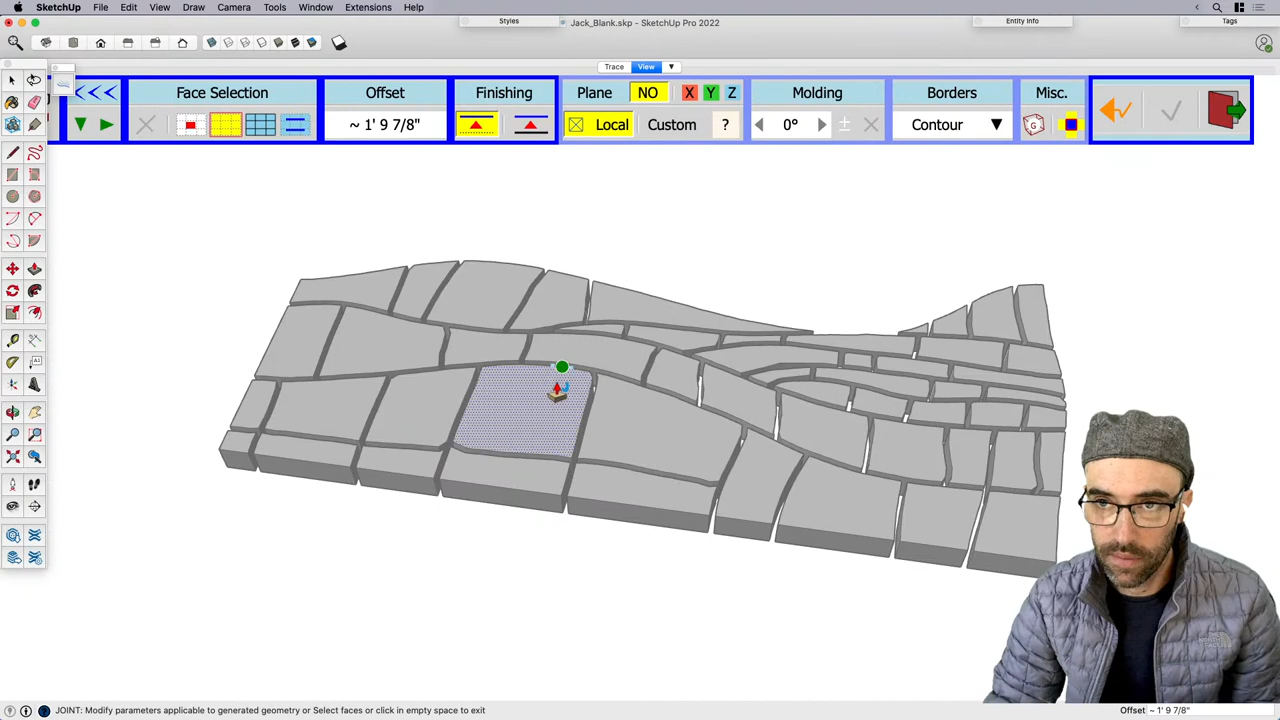 SketchUp File Edit View Draw Camera Tools Window Extensions Help
Styles
Jack_Blank.skp - SketchUp Pro 2022
Entity Info
Tags
Trace View ▼
<<< Face Selection Offset Finishing Plane NO X Y Z Molding Borders Misc.
~ 1' 9 7/8" Local Custom ? 0° ± Contour ▼ G
JOINT: Modify parameters applicable to generated geometry or Select faces or click in empty space to exit
Offset ~ 1' 9 7/8"